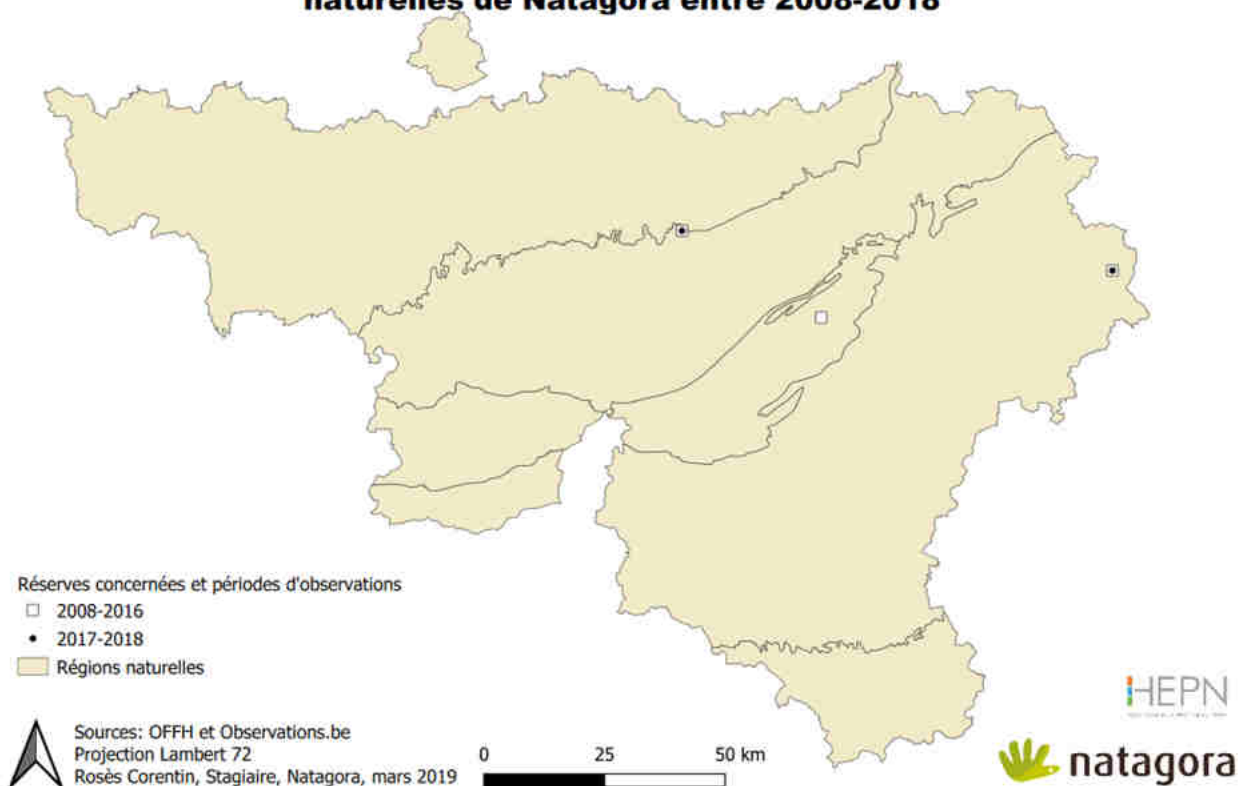 naturelles de Natagora entre 2008-2018
Réserves concernées et périodes d'observations
2008-2016
2017-2018
Régions naturelles
Sources: OFFH et Observations.be
Projection Lambert 72
Rosès Corentin, Stagiaire, Natagora, mars 2019
0 25 50 km
HEPN
natagora